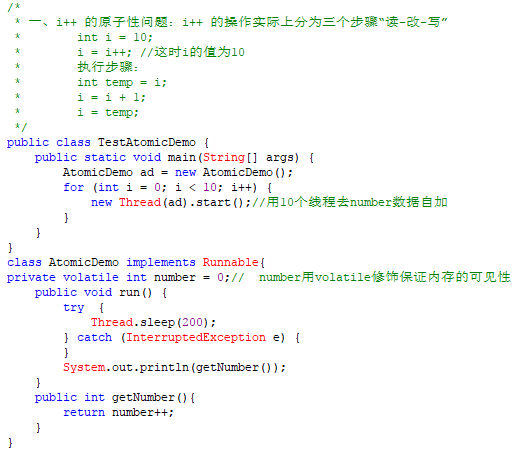 /*
 * 一、i++ 的原子性问题：i++ 的操作实际上分为三个步骤“读-改-写”
 *        int i = 10;
 *        i = i++; //这时i的值为10
 *        执行步骤：
 *        int temp = i;
 *        i = i + 1;
 *        i = temp;
 */
public class TestAtomicDemo {
    public static void main(String[] args) {
        AtomicDemo ad = new AtomicDemo();
        for (int i = 0; i < 10; i++) {
            new Thread(ad).start();//用10个线程去number数据自加
        }
    }
}
class AtomicDemo implements Runnable{
private volatile int number = 0;//  number用volatile修饰保证内存的可见性
    public void run() {
        try  {
            Thread.sleep(200);
        } catch (InterruptedException e) {
        }
        System.out.println(getNumber());
    }
    public int getNumber(){
        return number++;
    }
}